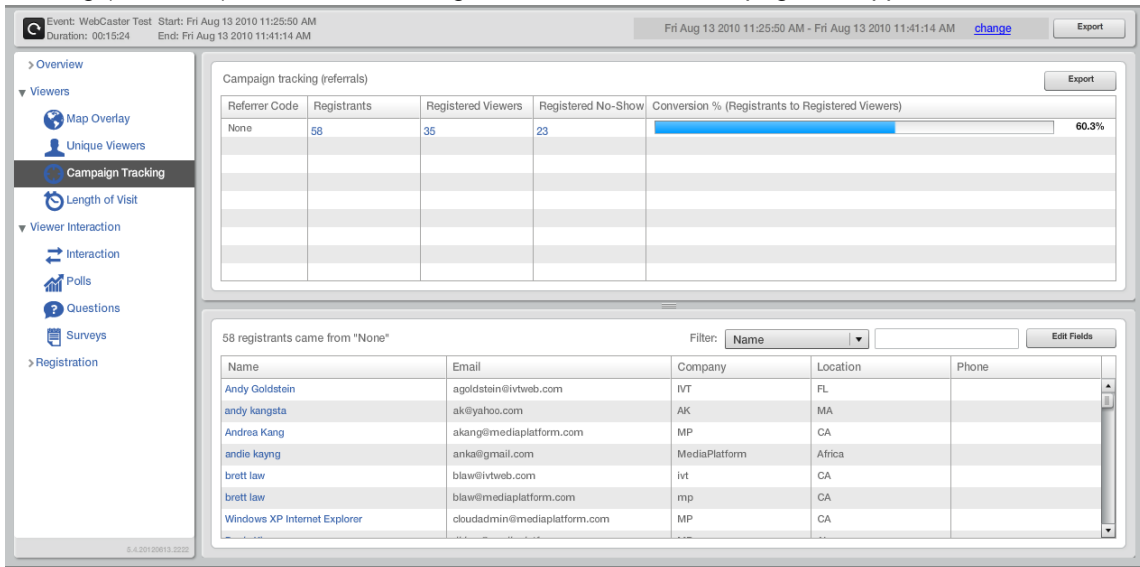 Event: WebCaster Test Start: Fri Aug 13 2010 11:25:50 AM
Duration: 00:15:24 End: Fri Aug 13 2010 11:41:14 AM
Fri Aug 13 2010 11:25:50 AM - Fri Aug 13 2010 11:41:14 AM change Export
Overview
Viewers
Map Overlay
Unique Viewers
Campaign Tracking
Length of Visit
Viewer Interaction
Interaction
Polls
Questions
Surveys
Registration
Campaign tracking (referrals) Export
Referrer Code Registrants Registered Viewers Registered No-Show Conversion % (Registrants to Registered Viewers)
None 58 35 23 60.3%
58 registrants came from "None" Filter: Name Edit Fields
Name Email Company Location Phone
Andy Goldstein agoldstein@ivtweb.com IVT FL
andy kangsta ak@yahoo.com AK MA
Andrea Kang akang@mediaplatform.com MP CA
andie kayng anka@gmail.com MediaPlatform Africa
brett law blaw@ivtweb.com ivt CA
brett law blaw@mediaplatform.com mp CA
Windows XP Internet Explorer cloudadmin@mediaplatform.com MP CA